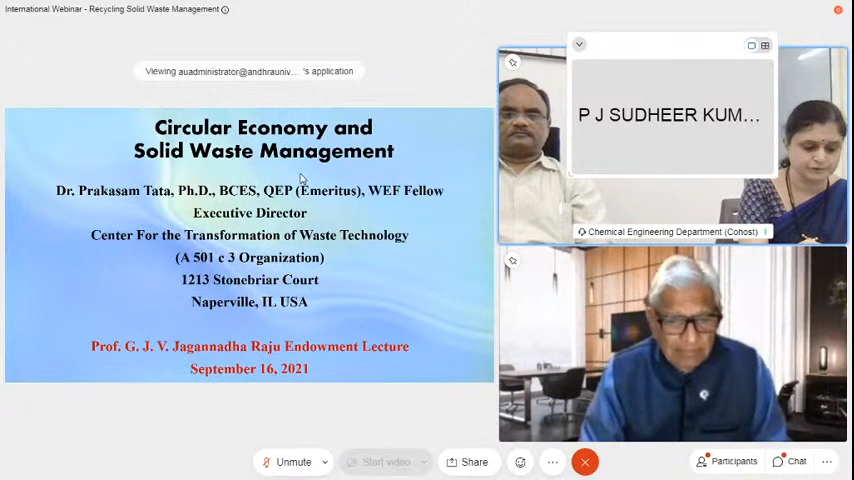 International Webinar - Recycling Solid Waste Management
Viewing auadministrator@andhrauniv... 's application
Circular Economy and
Solid Waste Management
Dr. Prakasam Tata, Ph.D., BCES, QEP (Emeritus), WEF Fellow
Executive Director
Center For the Transformation of Waste Technology
(A 501 c 3 Organization)
1213 Stonebriar Court
Naperville, IL USA
Prof. G. J. V. Jagannadha Raju Endowment Lecture
September 16, 2021
P J SUDHEER KUM...
Chemical Engineering Department (Cohost)
Unmute
Start video
Share
Participants
Chat